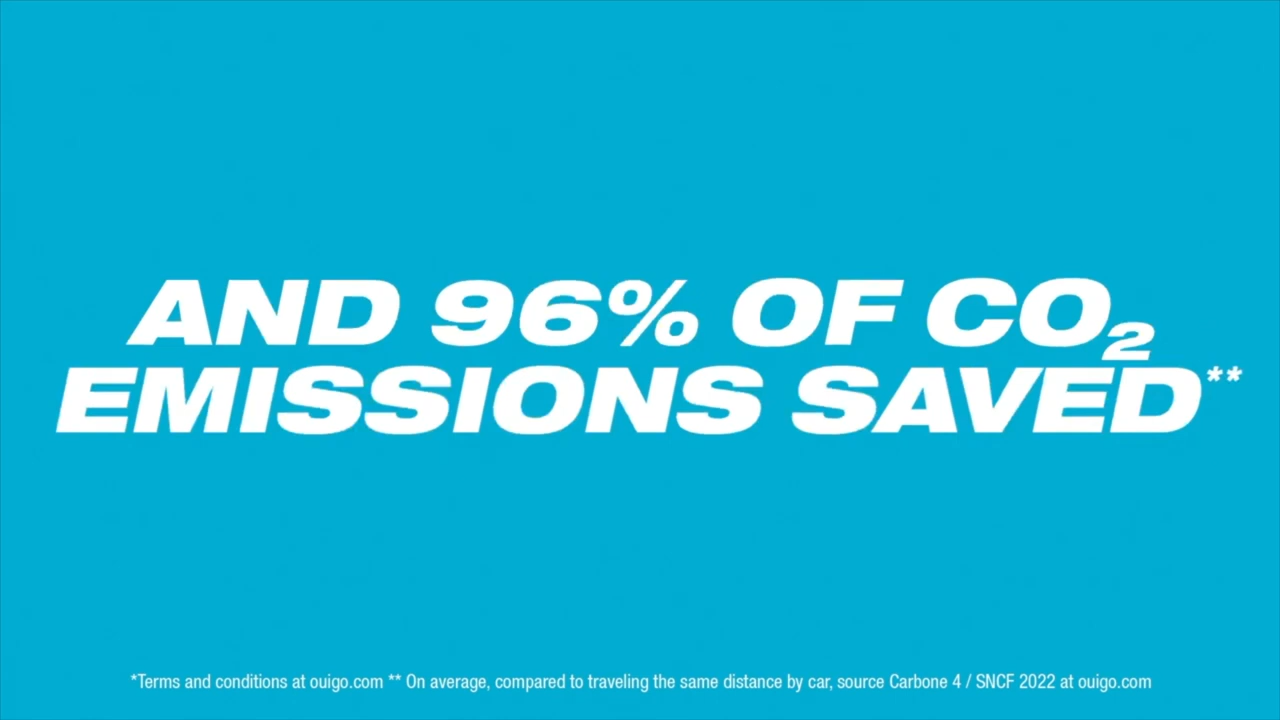 AND 96% OF CO₂
EMISSIONS SAVED**
*Terms and conditions at ouigo.com ** On average, compared to traveling the same distance by car, source Carbone 4 / SNCF 2022 at ouigo.com